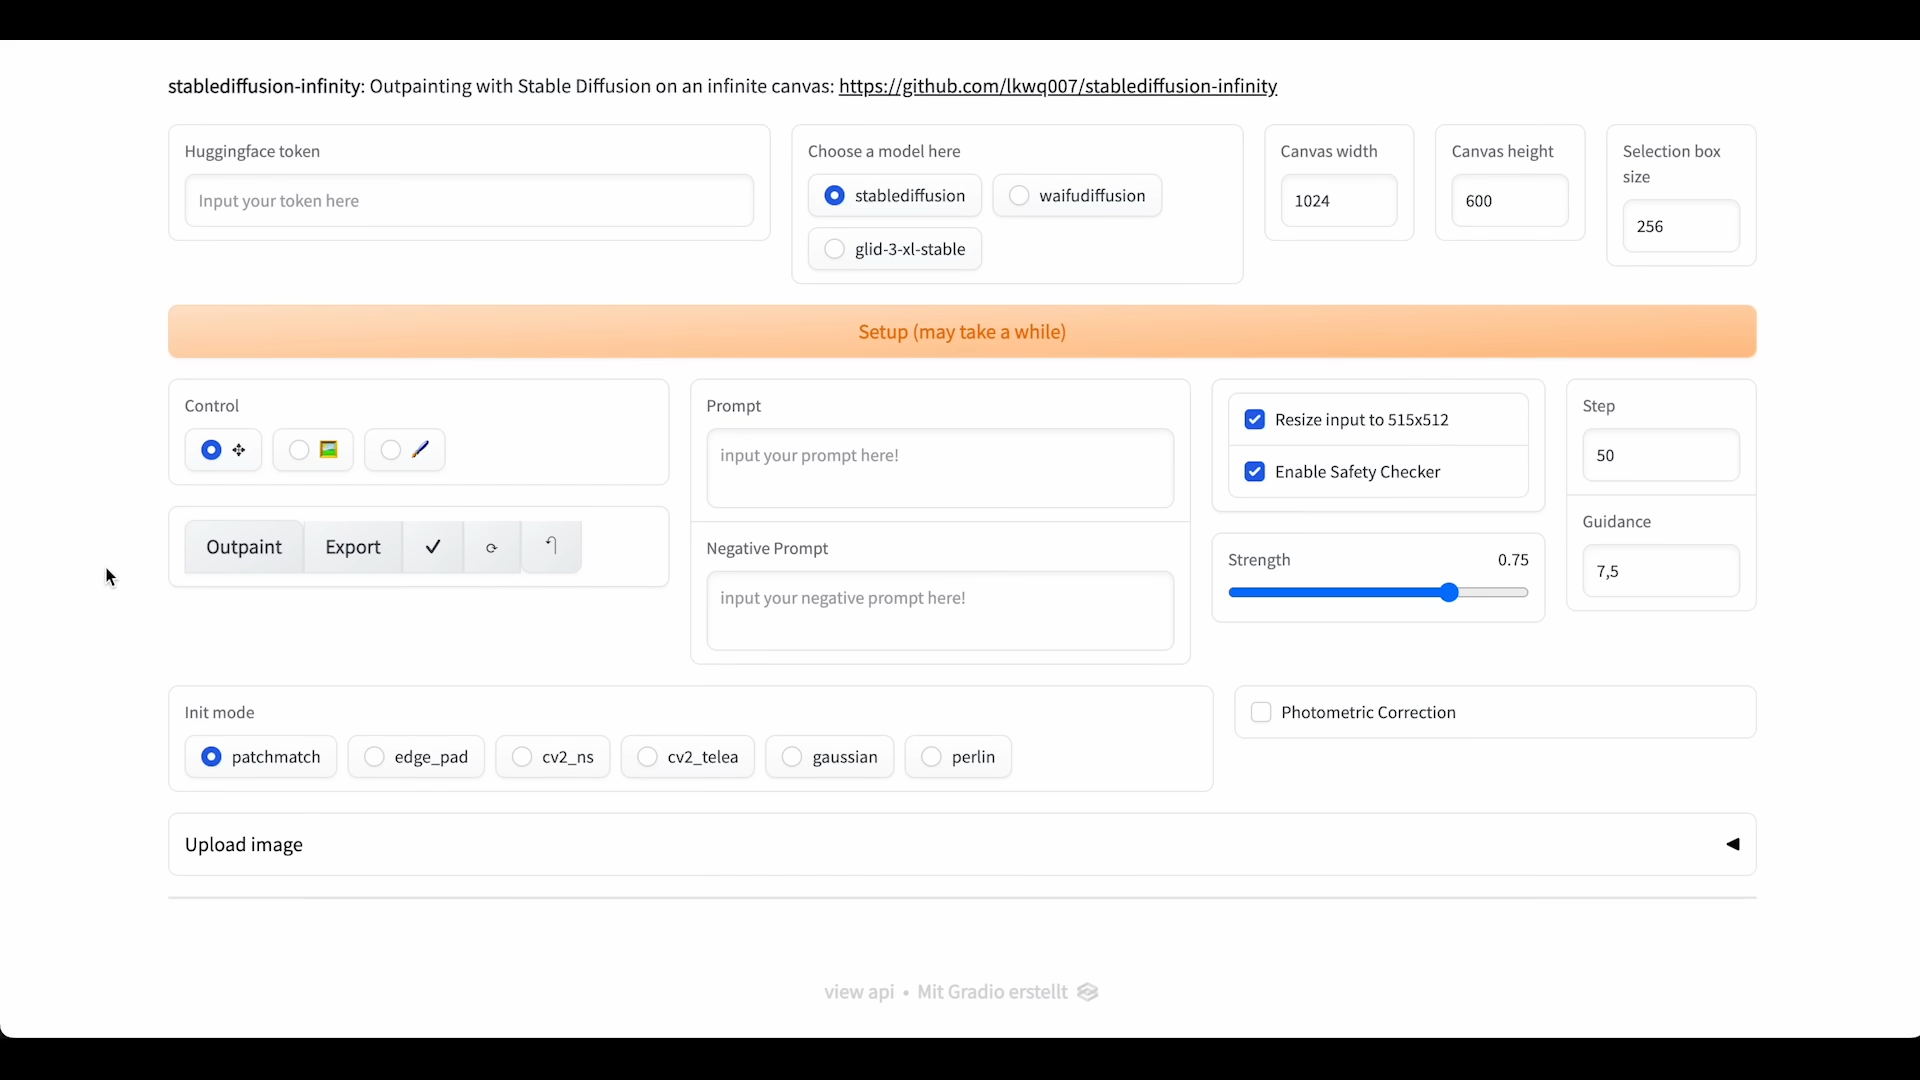 stablediffusion-infinity: Outpainting with Stable Diffusion on an infinite canvas: https://github.com/lkwq007/stablediffusion-infinity
Huggingface token
Input your token here
Choose a model here
stablediffusion
waifudiffusion
glid-3-xl-stable
Canvas width
1024
Canvas height
600
Selection box
size
256
Setup (may take a while)
Control
Outpaint
Export
Prompt
input your prompt here!
Negative Prompt
input your negative prompt here!
Resize input to 515x512
Enable Safety Checker
Strength
0.75
Step
50
Guidance
7,5
Init mode
patchmatch
edge_pad
cv2_ns
cv2_telea
gaussian
perlin
Photometric Correction
Upload image
view api • Mit Gradio erstellt